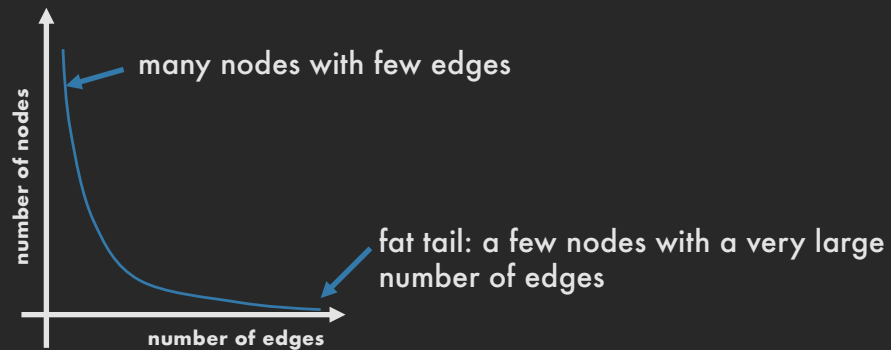 many nodes with few edges
number of nodes
fat tail: a few nodes with a very large
number of edges
number of edges